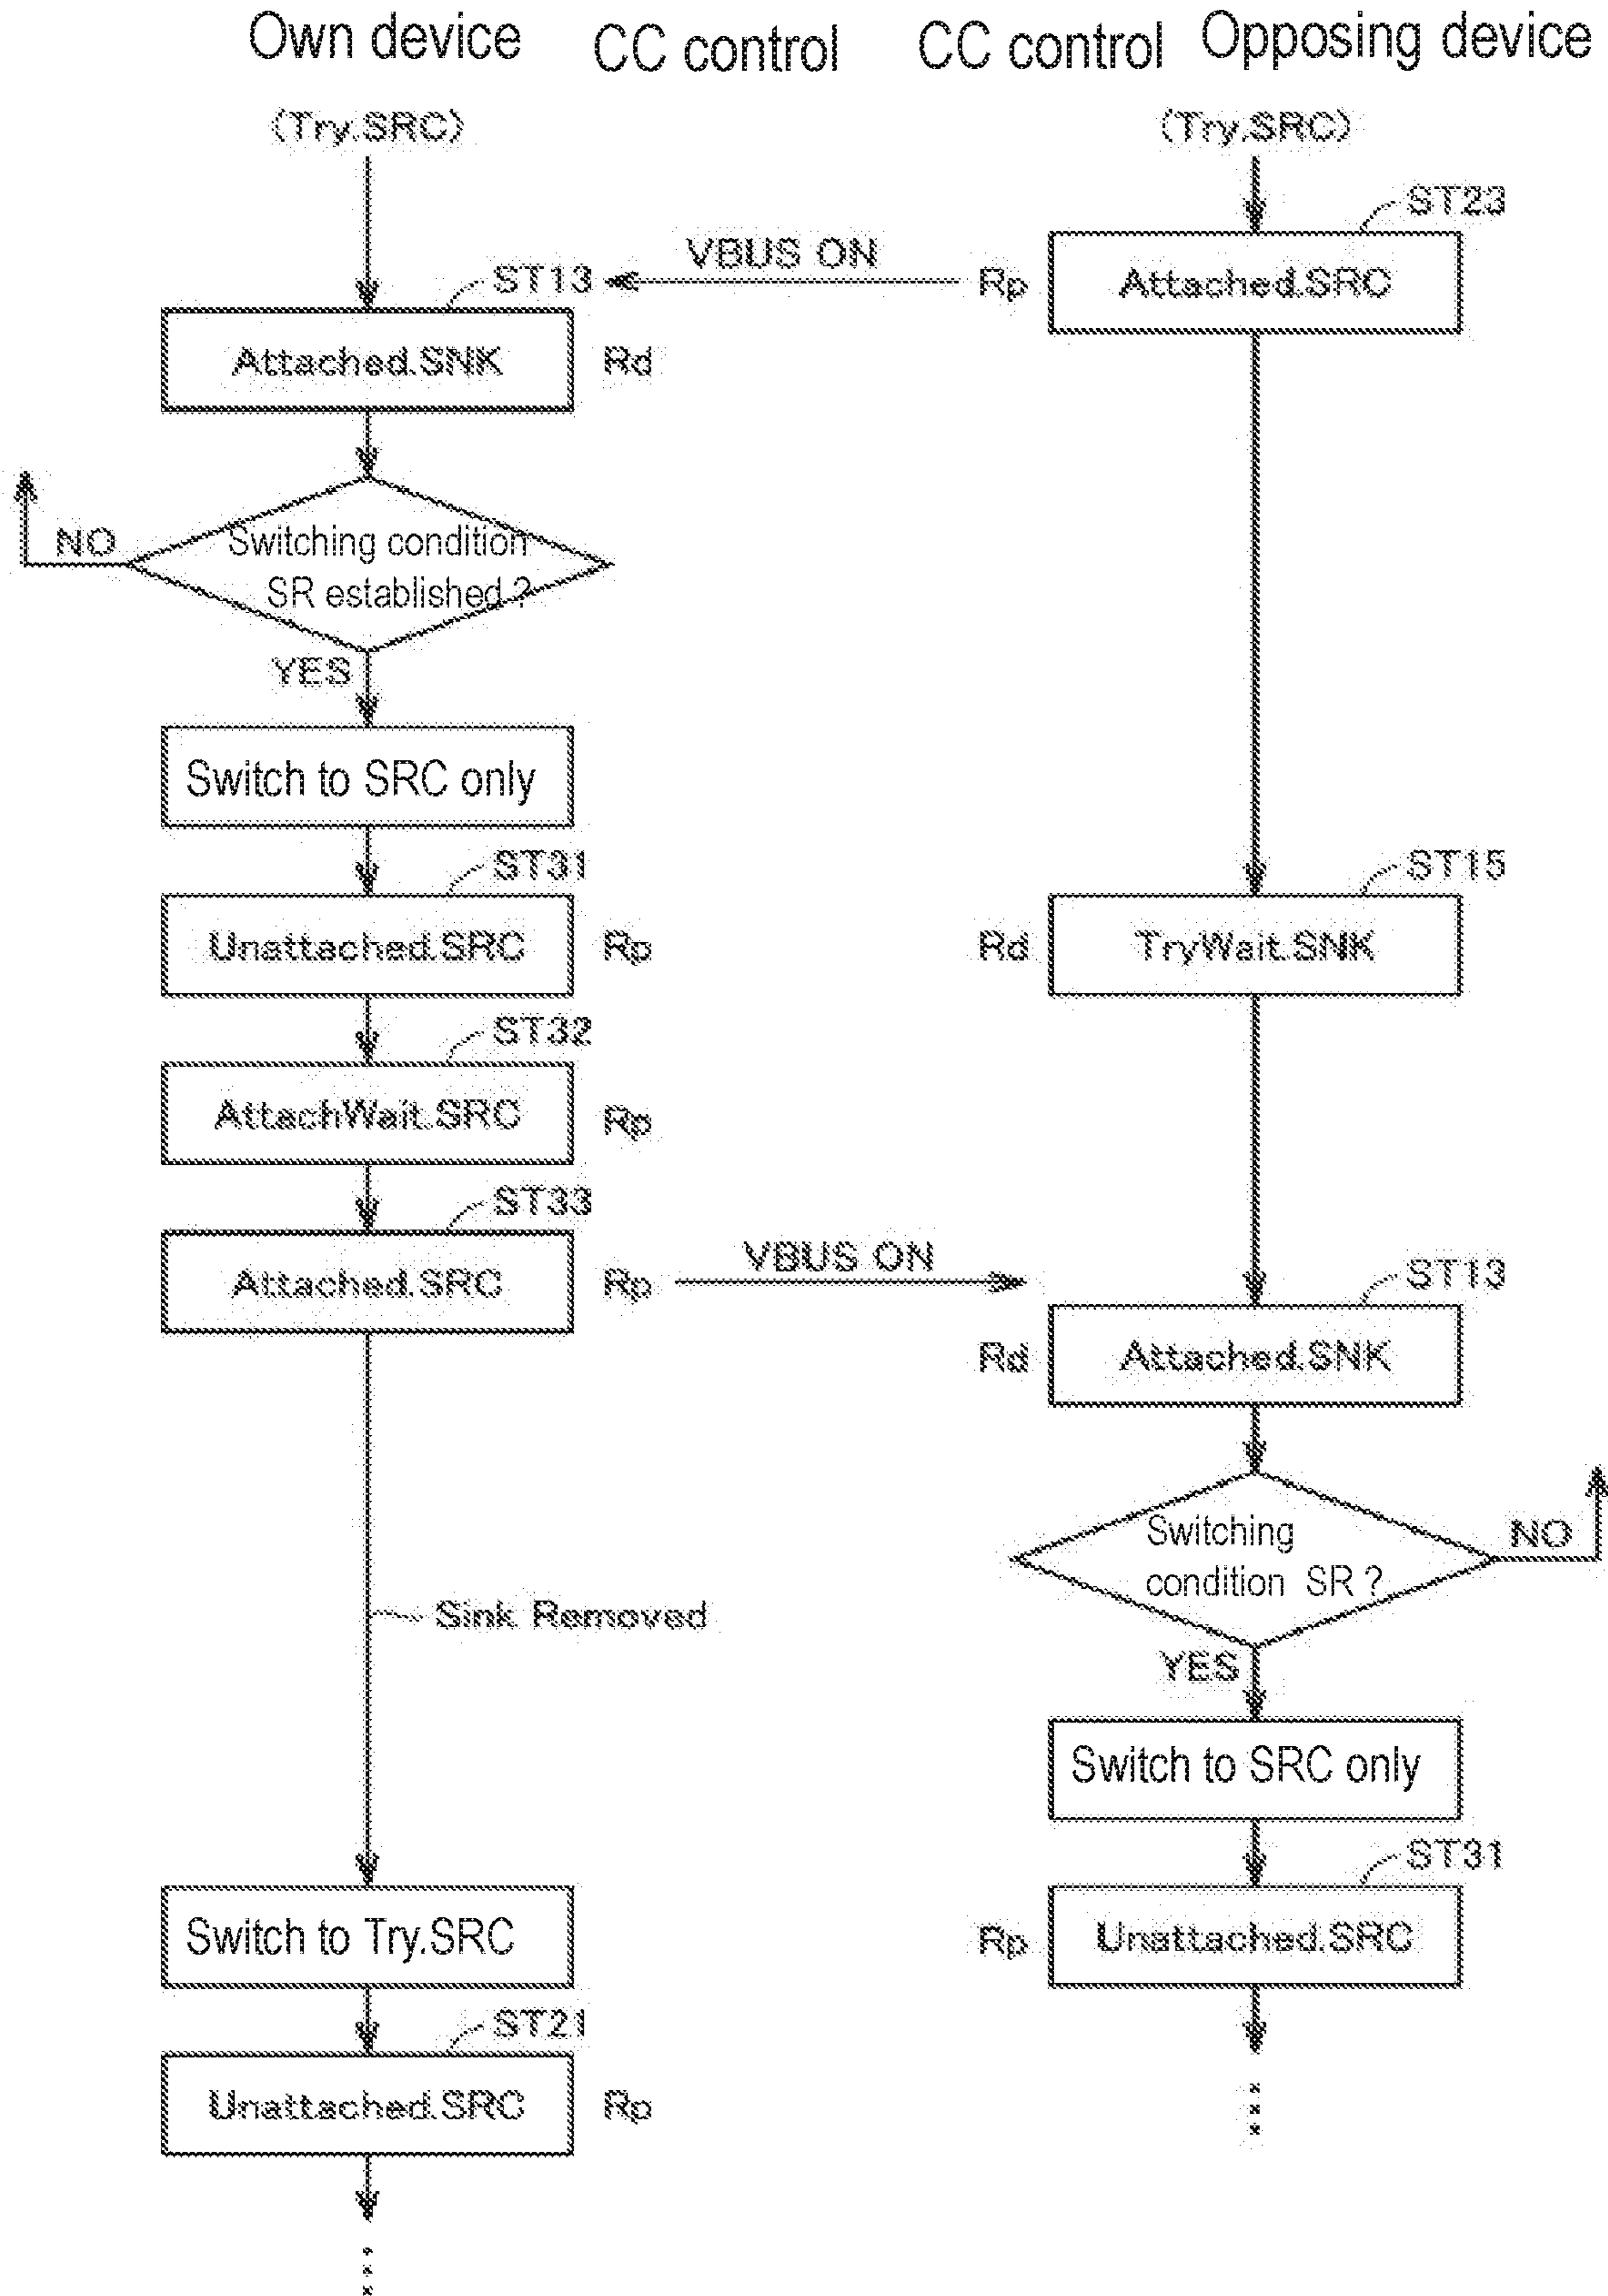 Own device CC control CC control Opposing device
(Try.SRC) (Try.SRC)
ST23
VBUS ON
ST13 Rp Attached.SRC
Attached.SNK Rd
NO Switching condition
SR established ?
YES
Switch to SRC only
ST31 ST15
Unattached.SRC Rp Rd TryWait.SNK
ST32
AttachWait.SRC Rp
ST33
VBUS ON
Attached.SRC Rp ST13
Rd Attached.SNK
Switching NO
condition SR ?
Sink Removed
YES
Switch to SRC only
ST31
Switch to Try.SRC Rp Unattached.SRC
ST21
Unattached.SRC Rp